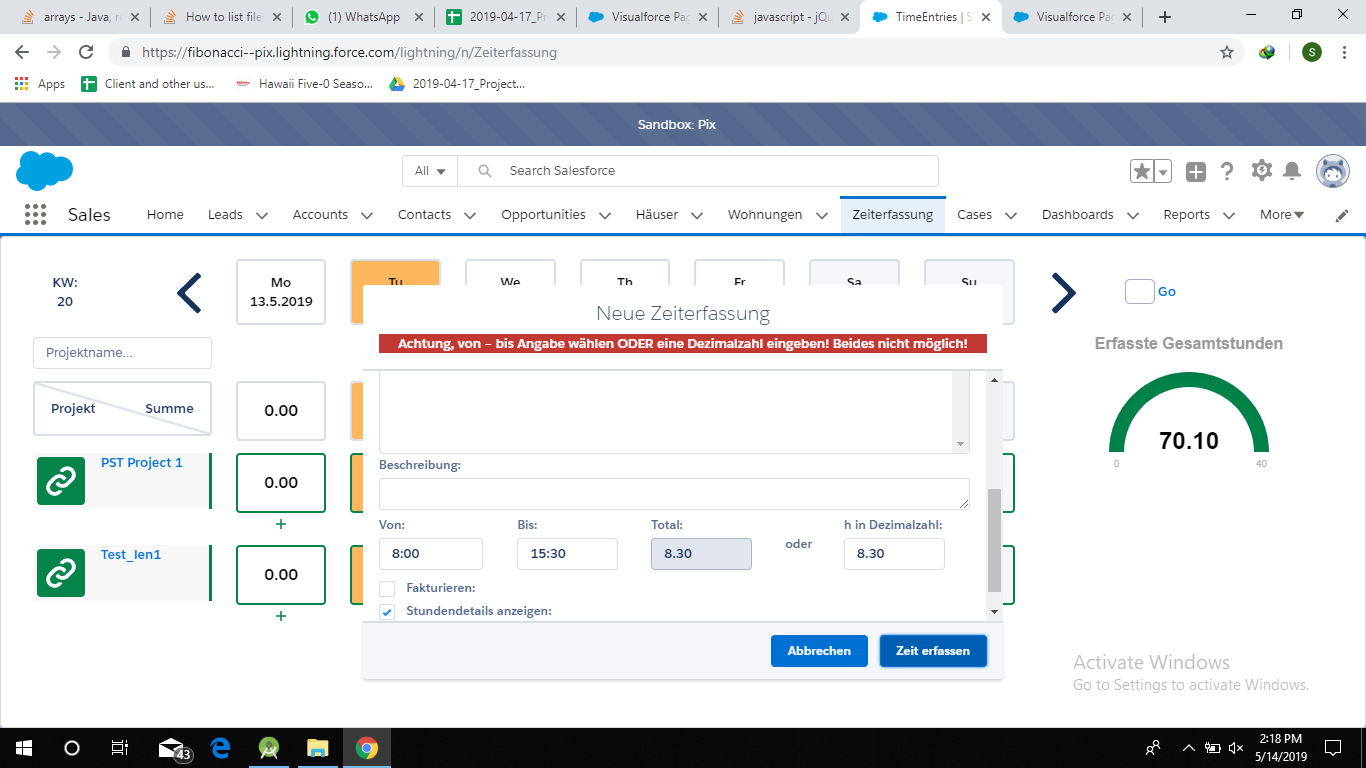 arrays - Java, r
How to list file
(1) WhatsApp
2019-04-17_Pr
Visualforce Pag
javascript - jQu
TimeEntries | S
Visualforce Pag
https://fibonacci--pix.lightning.force.com/lightning/n/Zeiterfassung
S
Apps
Client and other us...
Hawaii Five-0 Seaso...
2019-04-17_Project...
Sandbox: Pix
All
Search Salesforce
Sales
Home
Leads
Accounts
Contacts
Opportunities
Häuser
Wohnungen
Zeiterfassung
Cases
Dashboards
Reports
More
KW:
20
Mo
13.5.2019
Tu
We
Th
Fr
Sa
Su
Go
Neue Zeiterfassung
Achtung, von – bis Angabe wählen ODER eine Dezimalzahl eingeben! Beides nicht möglich!
Projektname...
Erfasste Gesamtstunden
Projekt
Summe
0.00
70.10
0
40
PST Project 1
0.00
+
Beschreibung:
Von:
Bis:
Total:
h in Dezimalzahl:
8:00
15:30
8.30
oder
8.30
Test_len1
0.00
+
Fakturieren:
Stundendetails anzeigen:
Abbrechen
Zeit erfassen
Activate Windows
Go to Settings to activate Windows.
43
2:18 PM
5/14/2019